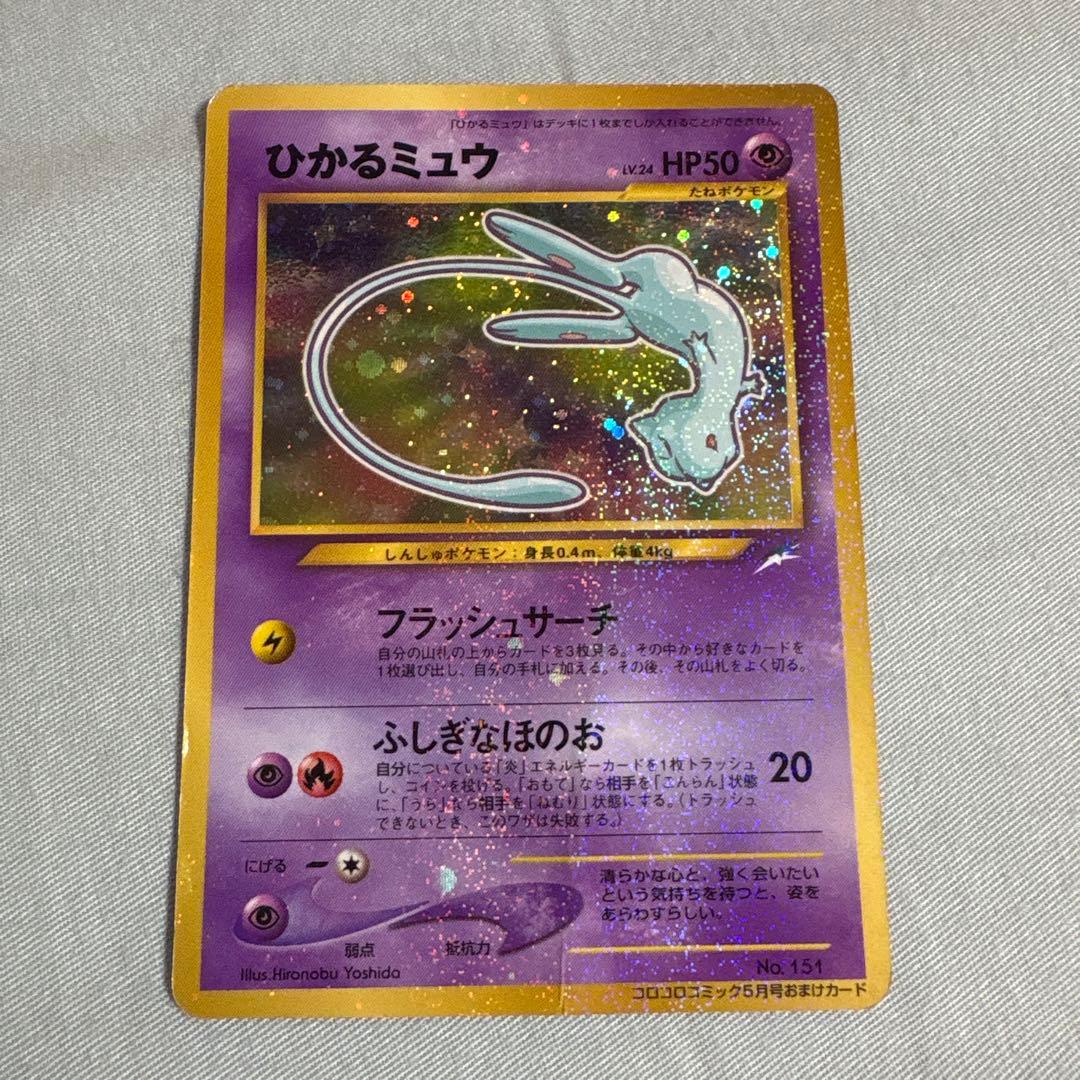 「ひかるミュウ」はデッキに1枚までしか入れることができません。
ひかるミュウ
LV.24 HP50
たねポケモン
しんしゅポケモン：身長0.4m、体重4kg
フラッシュサーチ
自分の山札の上からカードを3枚見る。その中から好きなカードを
1枚選び出し、自分の手札に加える。その後、その山札をよく切る。
ふしぎなほのお
自分についている「炎」エネルギーカードを1枚トラッシュ
し、コインを投げる。「おもて」なら相手を「こんらん」状態
に、「うら」なら相手を「ねむり」状態にする。（トラッシュ
できないとき、このワザは失敗する。）
20
にげる
弱点
抵抗力
清らかな心と、強く会いたい
という気持ちを持つと、姿を
あらわすらしい。
Illus.Hironobu Yoshida
No. 151
コロコロコミック5月号おまけカード